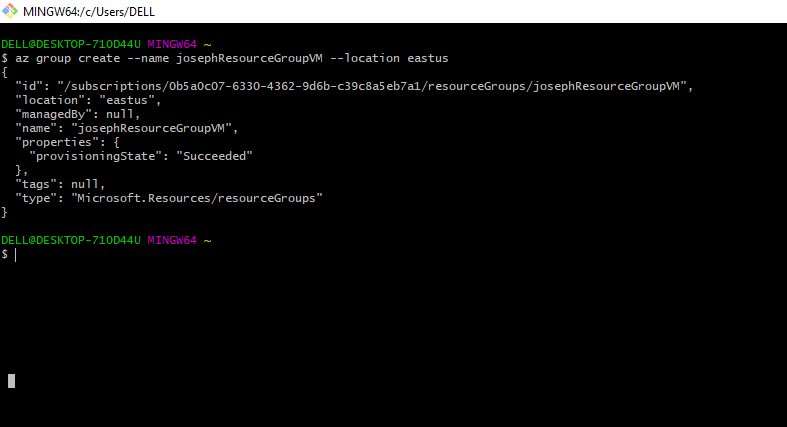 MINGW64:/c/Users/DELL
DELL@DESKTOP-71OD44U MINGW64 ~
$ az group create --name josephResourceGroupVM --location eastus
{
  "id": "/subscriptions/0b5a0c07-6330-4362-9d6b-c39c8a5eb7a1/resourceGroups/josephResourceGroupVM",
  "location": "eastus",
  "managedBy": null,
  "name": "josephResourceGroupVM",
  "properties": {
    "provisioningState": "Succeeded"
  },
  "tags": null,
  "type": "Microsoft.Resources/resourceGroups"
}
DELL@DESKTOP-71OD44U MINGW64 ~
$